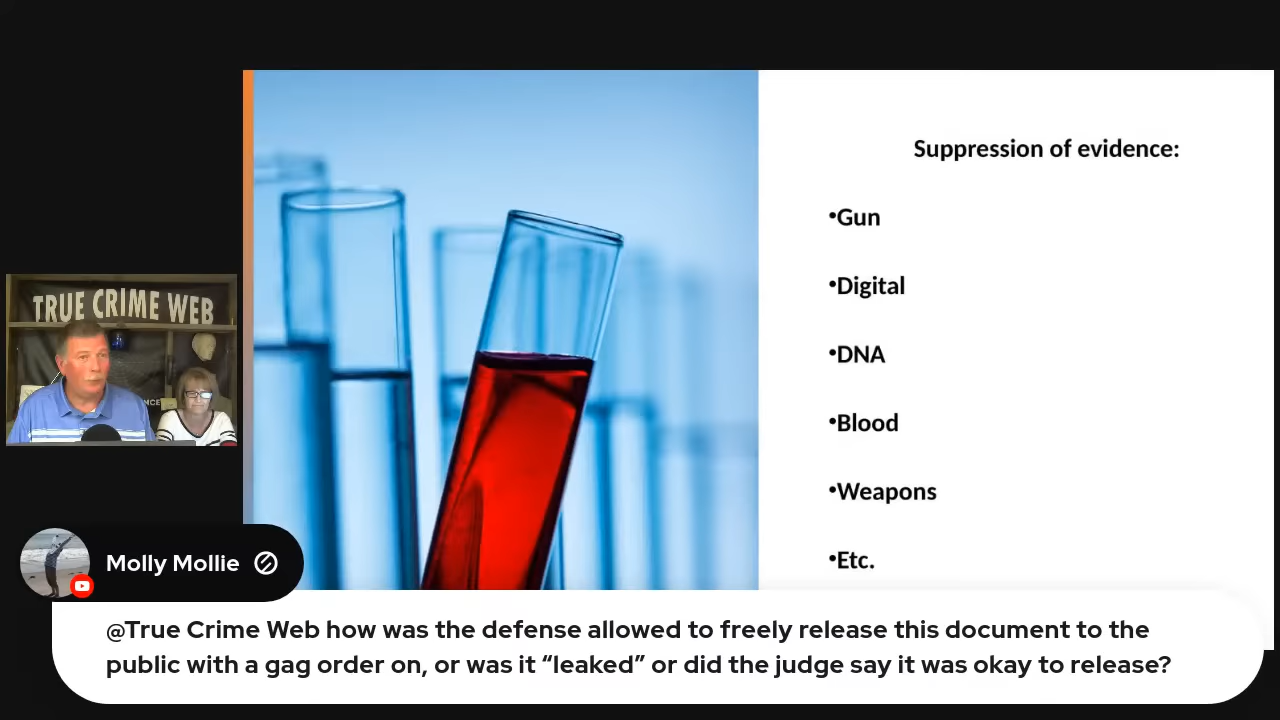 Suppression of evidence:
•Gun
•Digital
•DNA
•Blood
•Weapons
•Etc.
TRUE CRIME WEB
Molly Mollie
@True Crime Web how was the defense allowed to freely release this document to the
public with a gag order on, or was it “leaked” or did the judge say it was okay to release?